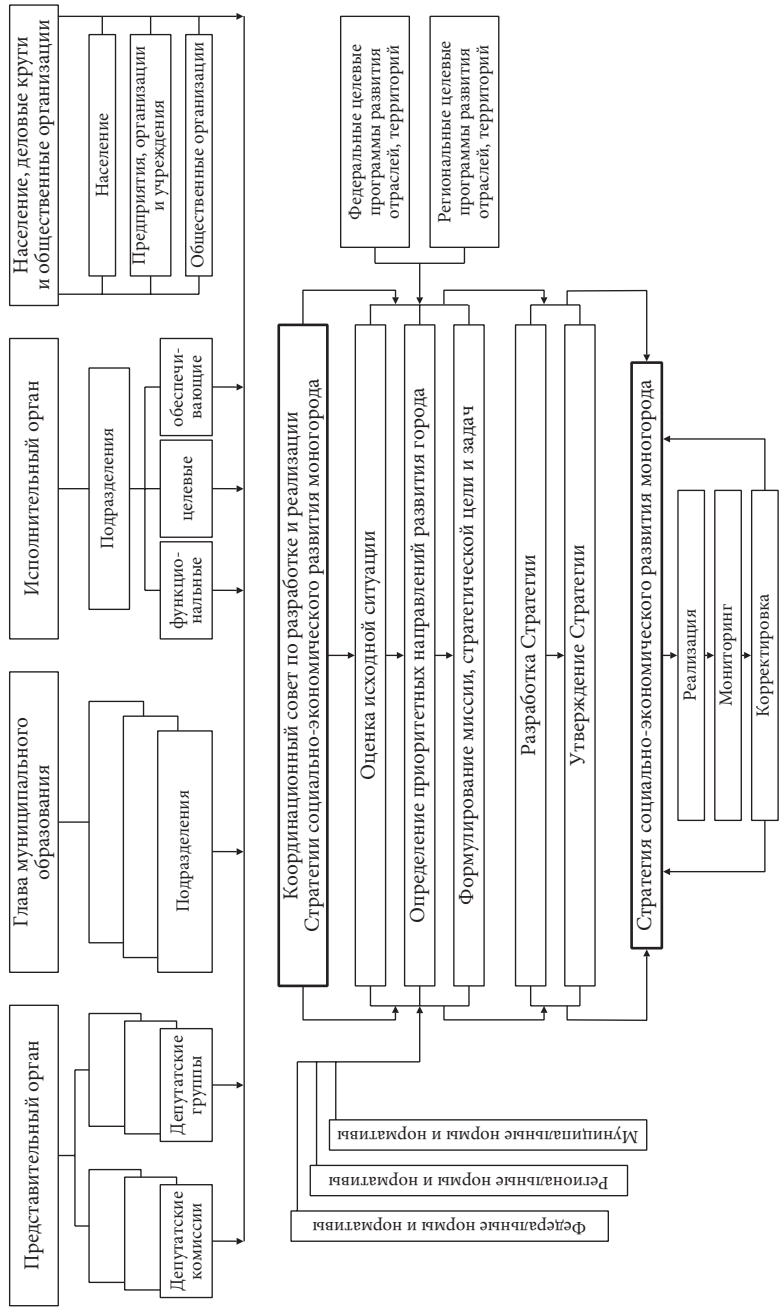 Представительный орган
Депутатские
комиссии
Депутатские
группы
Глава муниципального
образования
Подразделения
Исполнительный орган
Подразделения
функцио-
нальные
целевые
обеспечи-
вающие
Население, деловые круги
и общественные организации
Население
Предприятия, организации
и учреждения
Общественные организации
Федеральные нормы и нормативы
Региональные нормы и нормативы
Муниципальные нормы и нормативы
Координационный совет по разработке и реализации
Стратегии социально-экономического развития моногорода
Оценка исходной ситуации
Определение приоритетных направлений развития города
Формулирование миссии, стратегической цели и задач
Разработка Стратегии
Утверждение Стратегии
Федеральные целевые
программы развития
отраслей, территорий
Региональные целевые
программы развития
отраслей, территорий
Стратегия социально-экономического развития моногорода
Реализация
Мониторинг
Корректировка